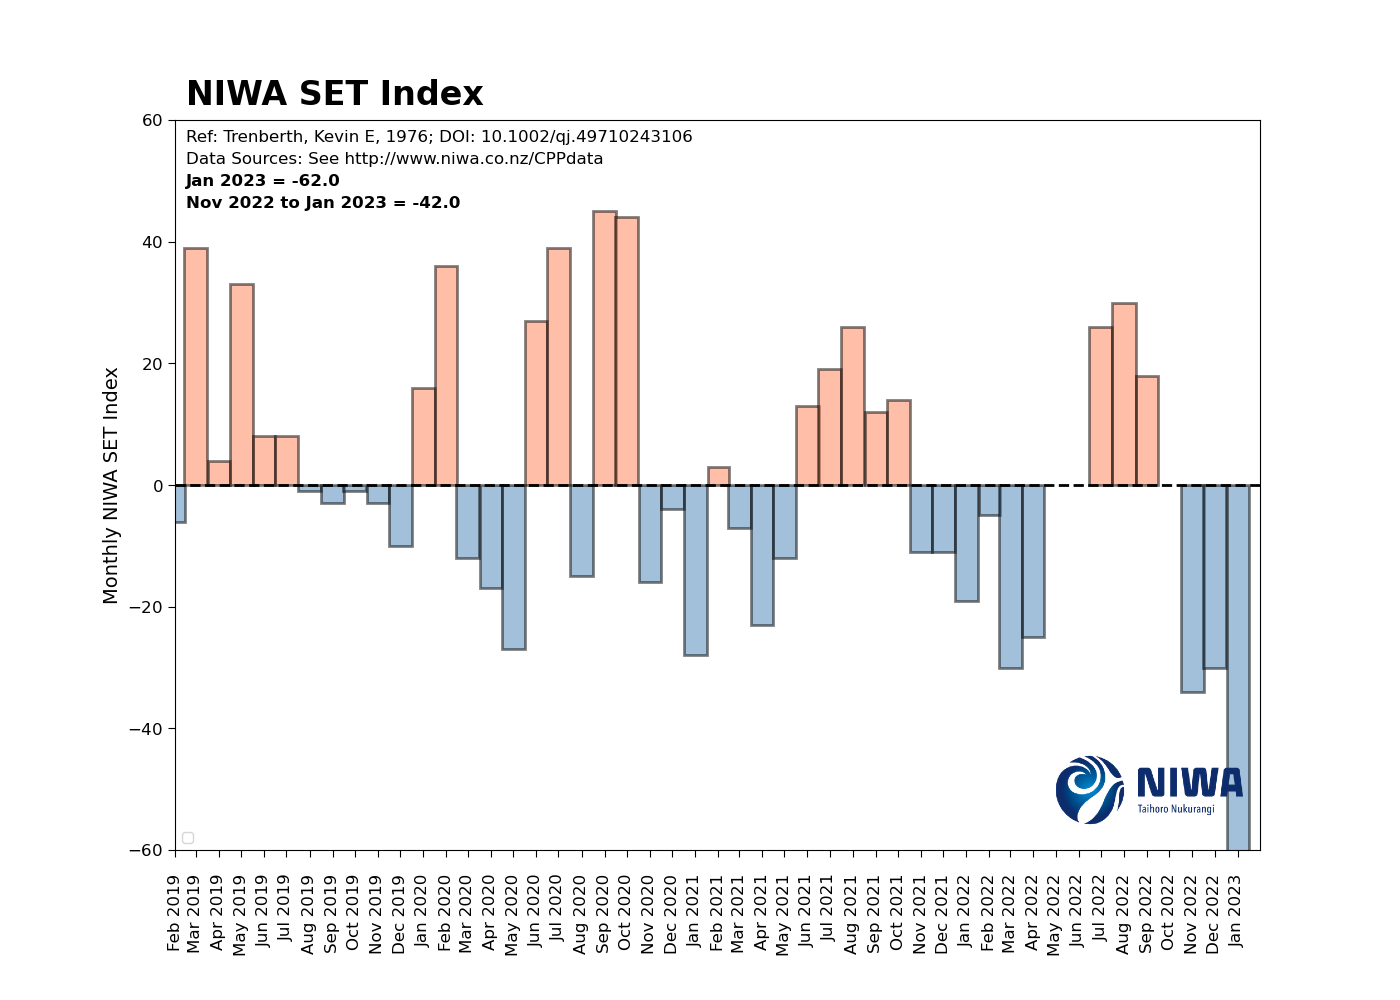 NIWA SET Index
Ref: Trenberth, Kevin E, 1976; DOI: 10.1002/qj.49710243106
Data Sources: See http://www.niwa.co.nz/CPPdata
Jan 2023 = -62.0
Nov 2022 to Jan 2023 = -42.0
Monthly NIWA SET Index
60
40
20
0
−20
−40
−60
NIWA
Taihoro Nukurangi
Feb 2019
Mar 2019
Apr 2019
May 2019
Jun 2019
Jul 2019
Aug 2019
Sep 2019
Oct 2019
Nov 2019
Dec 2019
Jan 2020
Feb 2020
Mar 2020
Apr 2020
May 2020
Jun 2020
Jul 2020
Aug 2020
Sep 2020
Oct 2020
Nov 2020
Dec 2020
Jan 2021
Feb 2021
Mar 2021
Apr 2021
May 2021
Jun 2021
Jul 2021
Aug 2021
Sep 2021
Oct 2021
Nov 2021
Dec 2021
Jan 2022
Feb 2022
Mar 2022
Apr 2022
May 2022
Jun 2022
Jul 2022
Aug 2022
Sep 2022
Oct 2022
Nov 2022
Dec 2022
Jan 2023